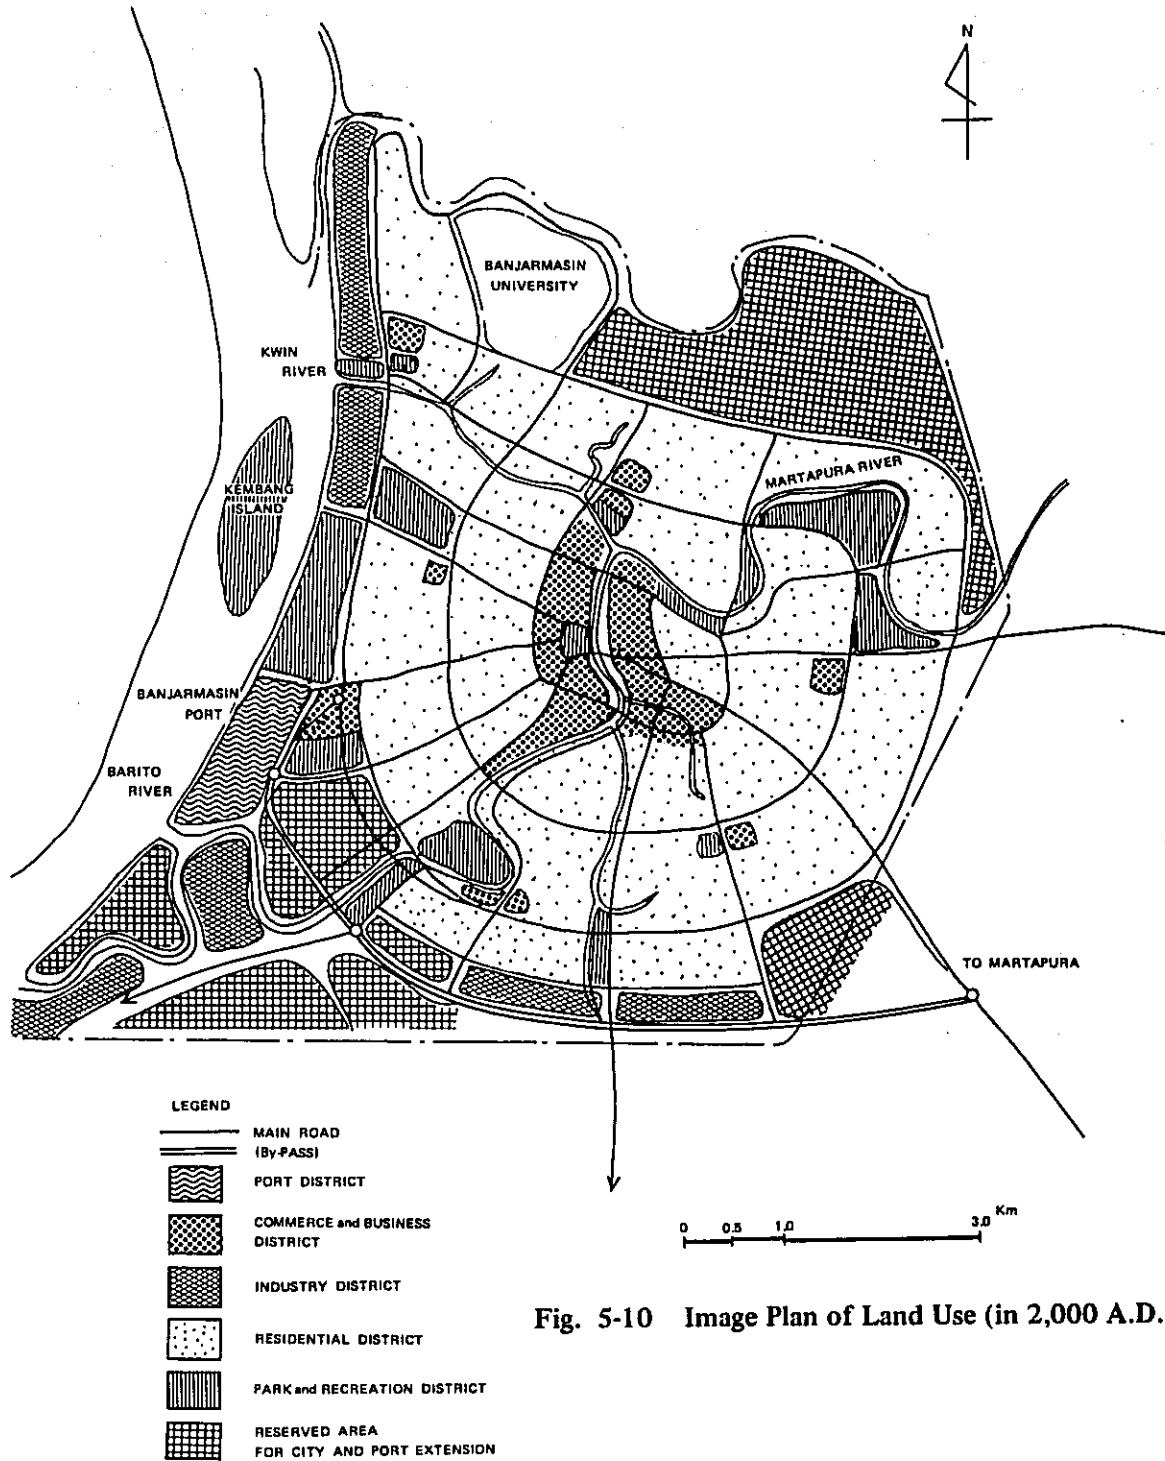 N
BANJARMASIN
UNIVERSITY
KWIN
RIVER
MARTAPURA RIVER
KEMBANG
ISLAND
BANJARMASIN
PORT
BARITO
RIVER
TO MARTAPURA
LEGEND
MAIN ROAD
(By-PASS)
PORT DISTRICT
COMMERCE and BUSINESS
DISTRICT
INDUSTRY DISTRICT
RESIDENTIAL DISTRICT
PARK and RECREATION DISTRICT
RESERVED AREA
FOR CITY AND PORT EXTENSION
0 0.5 1.0 3.0 Km
Fig. 5-10 Image Plan of Land Use (in 2,000 A.D.